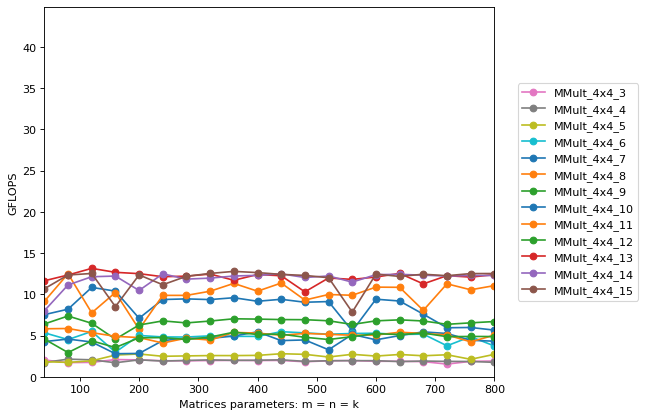 40
35
30
25
20
15
10
5
0
GFLOPS
100 200 300 400 500 600 700 800
Matrices parameters: m = n = k
MMult_4x4_3
MMult_4x4_4
MMult_4x4_5
MMult_4x4_6
MMult_4x4_7
MMult_4x4_8
MMult_4x4_9
MMult_4x4_10
MMult_4x4_11
MMult_4x4_12
MMult_4x4_13
MMult_4x4_14
MMult_4x4_15